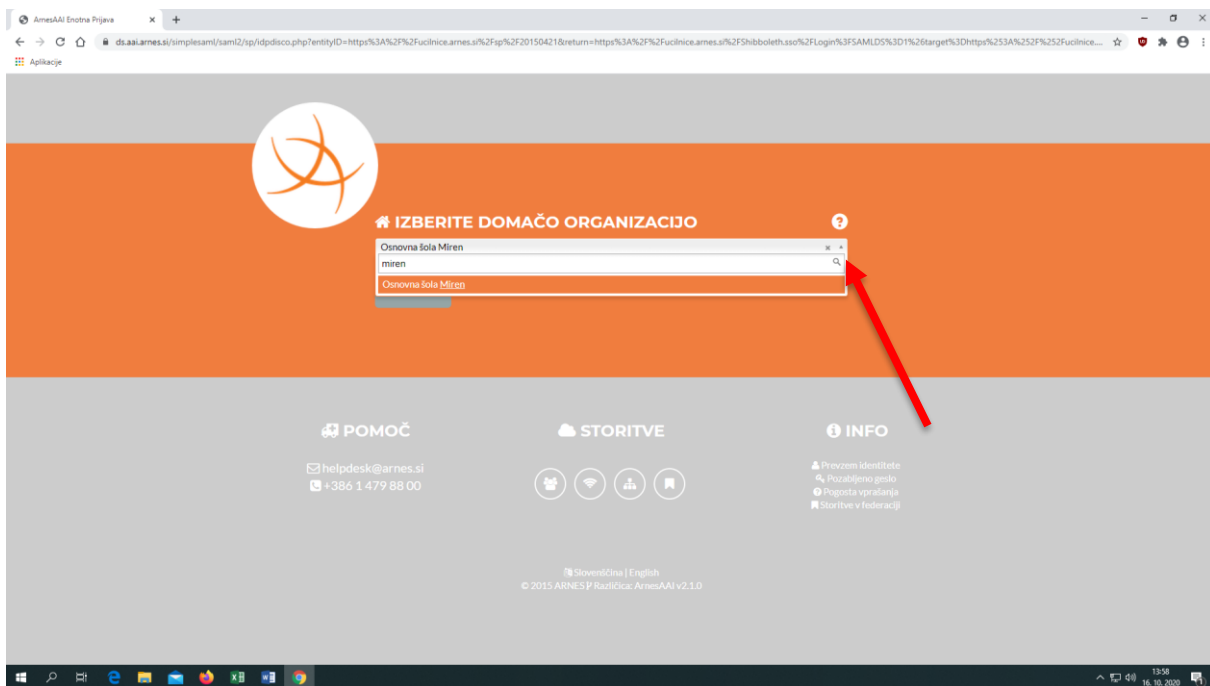 ArnesAAI Enotna Prijava
ds.aai.arnes.si/simplesaml/saml2/sp/idpdisco.php?entityID=https%3A%2F%2Fucilnice.arnes.si%2Fsp%2F20150421&return=https%3A%2F%2Fucilnice.arnes.si%2FShibboleth.sso%2FLogin%3FSAMLDS%3D1%26target%3Dhttps%253A%252F%252Fucilnice...
Aplikacije
IZBERITE DOMAČO ORGANIZACIJO
Osnovna šola Miren
miren
Osnovna šola Miren
POMOČ
helpdesk@arnes.si
+386 1 479 88 00
STORITVE
INFO
Prevzem identitete
Pozabljeno geslo
Pogosta vprašanja
Storitve v federaciji
Slovenščina | English
© 2015 ARNES Različica: ArnesAAI v2.1.0
13:58
16. 10. 2020